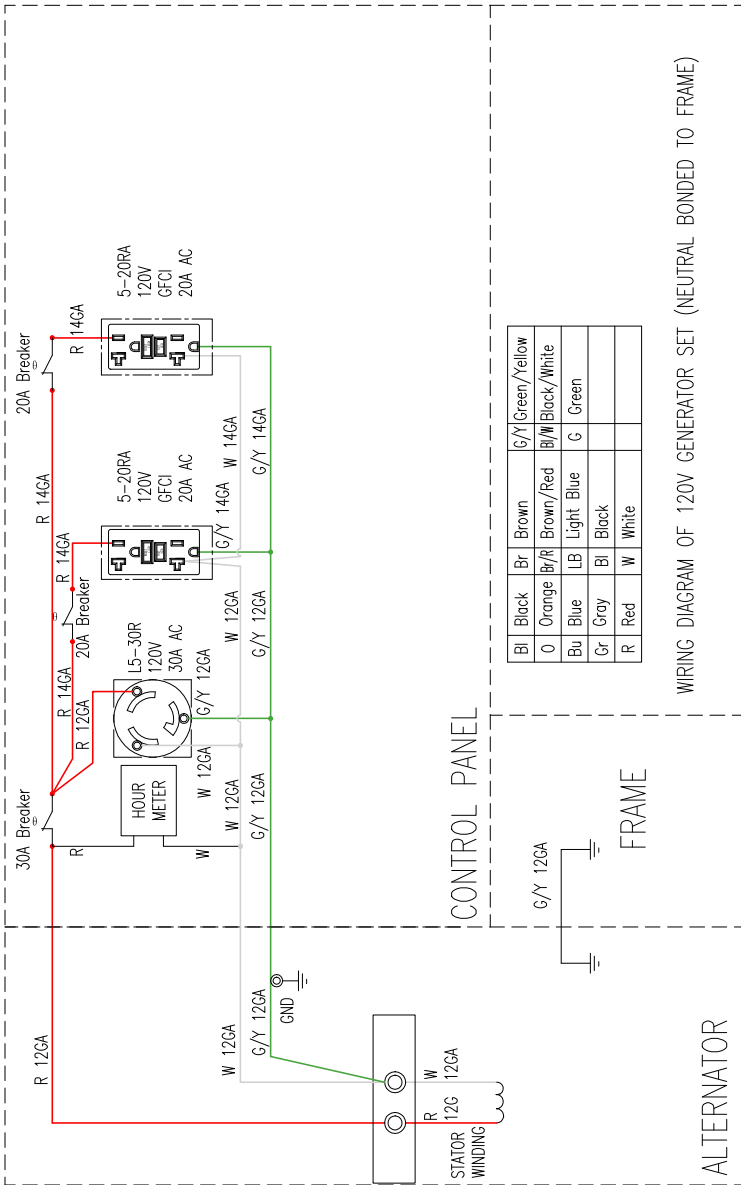 20A Breaker
R 14GA
5-20RA
120V
GFCI
20A AC
R 14GA
W 14GA
G/Y 14GA
5-20RA
120V
GFCI
20A AC
G/Y 14GA
R 14GA
20A Breaker
R 14GA
R 12GA
L5-30R
120V
30A AC
G/Y 12GA
W 12GA
G/Y 12GA
30A Breaker
HOUR
METER
W 12GA
W 12GA
G/Y 12GA
R
W
CONTROL PANEL
R 12GA
W 12GA
G/Y 12GA
GND
R
12G
W
12GA
STATOR
WINDING
ALTERNATOR
G/Y 12GA
FRAME
Bl Black Br Brown G/Y Green/Yellow
O Orange Br/R Brown/Red Bl/W Black/White
Bu Blue LB Light Blue G Green
Gr Gray Bl Black
R Red W White
WIRING DIAGRAM OF 120V GENERATOR SET (NEUTRAL BONDED TO FRAME)